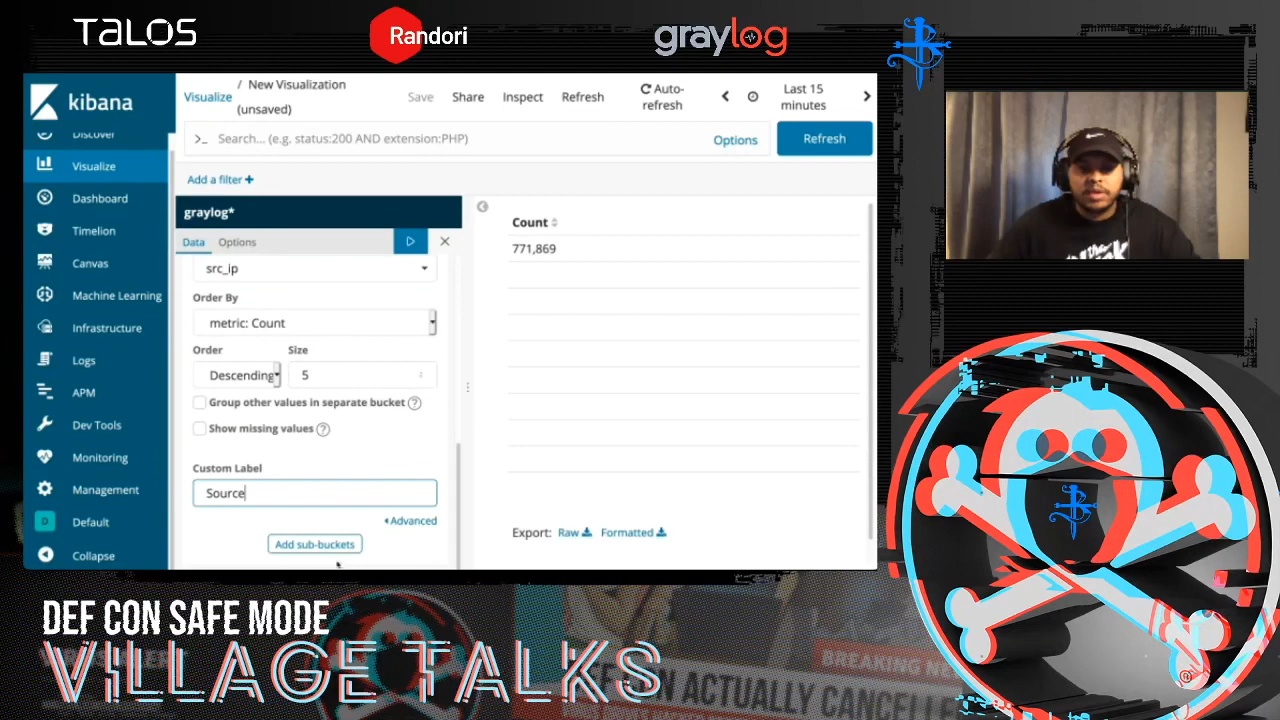 TALOS
Randori
graylog
kibana
Discover
Visualize
Dashboard
Timelion
Canvas
Machine Learning
Infrastructure
Logs
APM
Dev Tools
Monitoring
Management
D Default
Collapse
Visualize / New Visualization
(unsaved)
Save Share Inspect Refresh
Auto-
refresh
Last 15
minutes
>_ Search... (e.g. status:200 AND extension:PHP)
Options
Refresh
Add a filter +
graylog*
Data Options
src_ip
Order By
metric: Count
Order Size
Descending 5
Group other values in separate bucket ?
Show missing values ?
Custom Label
Source
Advanced
Add sub-buckets
Count
771,869
Export: Raw Formatted
DEF CON SAFE MODE
VILLAGE TALKS
BREAKING NE
CON ACTUALLY CANCELLE